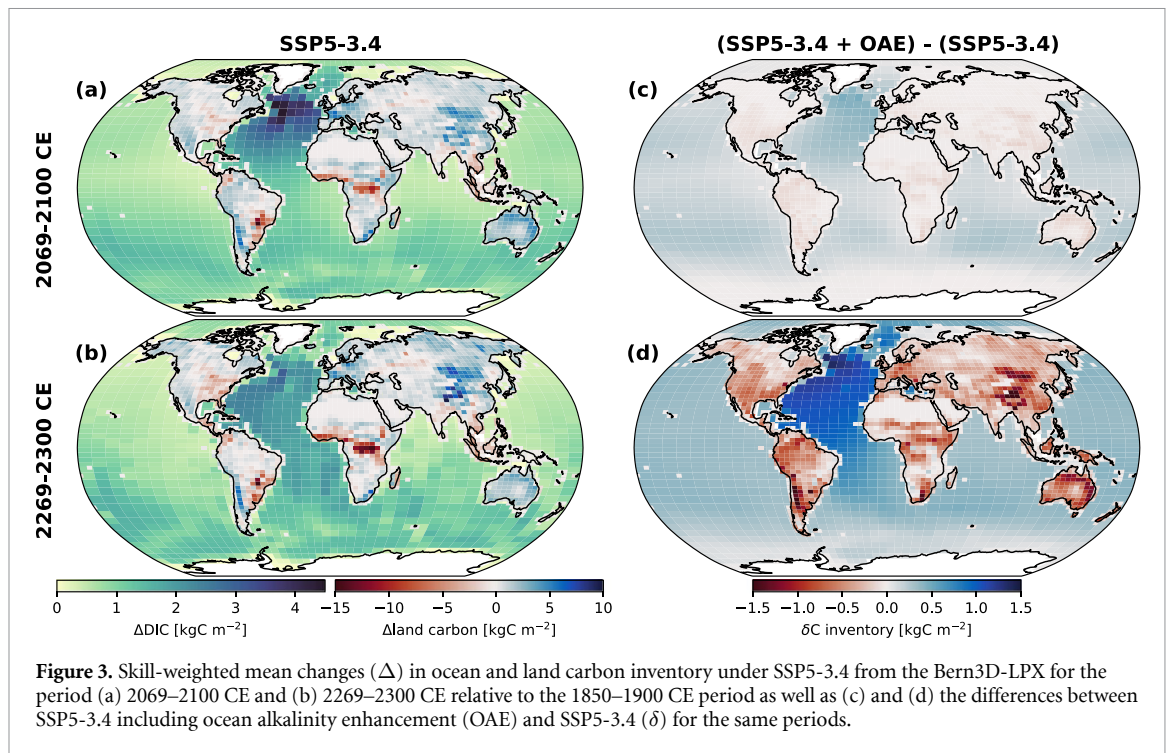 SSP5-3.4
(SSP5-3.4 + OAE) - (SSP5-3.4)
2069-2100 CE
(a)
(c)
2269-2300 CE
(b)
(d)
0 1 2 3 4
ΔDIC [kgC m⁻²]
−15 −10 −5 0 5 10
Δland carbon [kgC m⁻²]
−1.5 −1.0 −0.5 0.0 0.5 1.0 1.5
δC inventory [kgC m⁻²]
Figure 3. Skill-weighted mean changes (Δ) in ocean and land carbon inventory under SSP5-3.4 from the Bern3D-LPX for the
period (a) 2069–2100 CE and (b) 2269–2300 CE relative to the 1850–1900 CE period as well as (c) and (d) the differences between
SSP5-3.4 including ocean alkalinity enhancement (OAE) and SSP5-3.4 (δ) for the same periods.